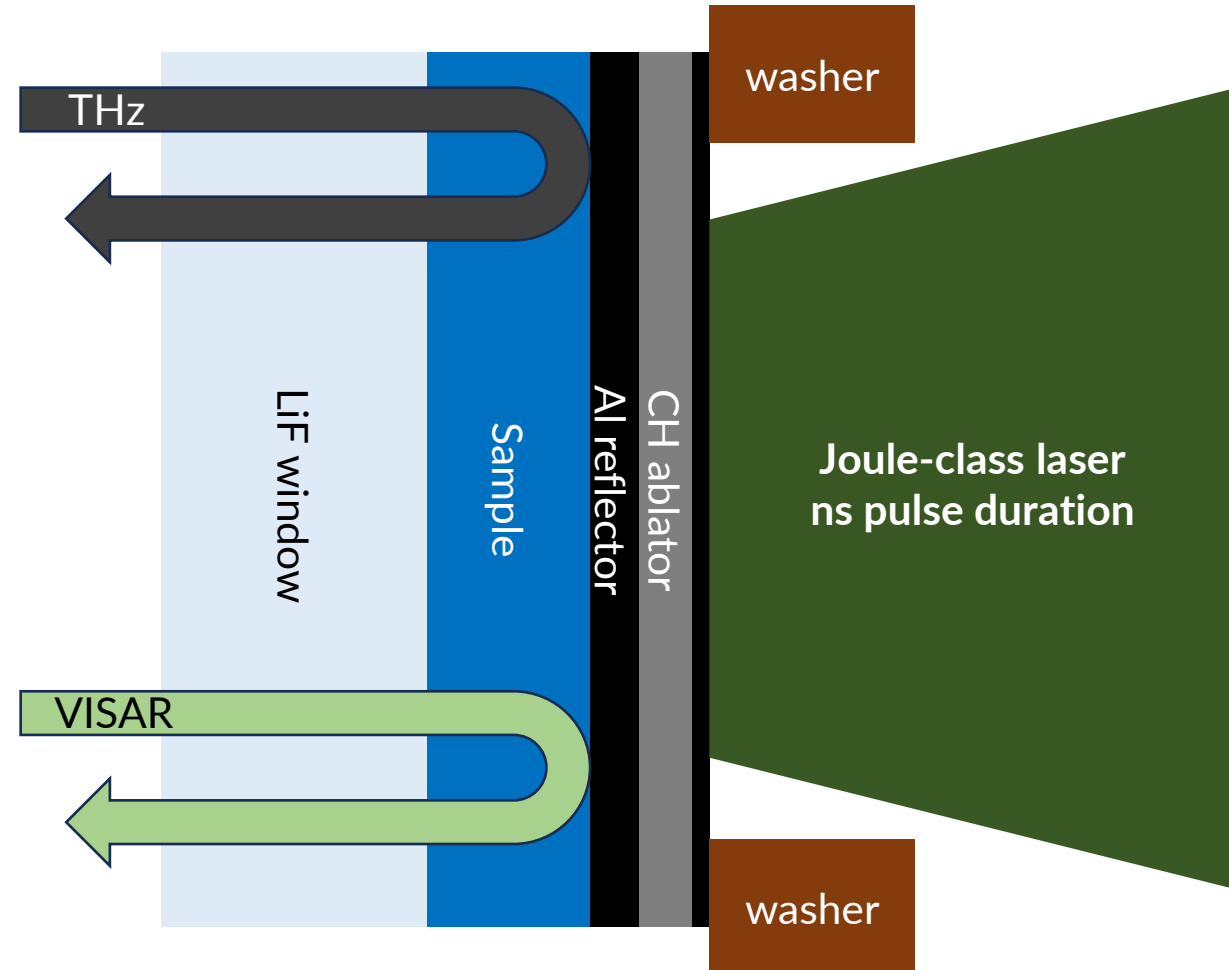 washer
THz
LiF window
Sample
Al reflector
CH ablator
Joule-class laser
ns pulse duration
VISAR
washer